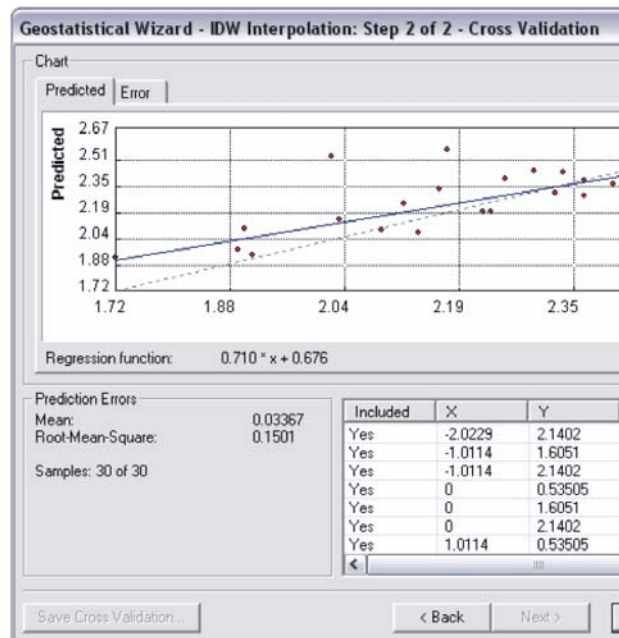 Geostatistical Wizard - IDW Interpolation: Step 2 of 2 - Cross Validation
Chart
Predicted Error
Predicted
2.67
2.51
2.35
2.19
2.04
1.88
1.72
1.72 1.88 2.04 2.19 2.35
Regression function: 0.710 * x + 0.676
Prediction Errors
Mean: 0.03367
Root-Mean-Square: 0.1501
Samples: 30 of 30
Included X Y
Yes -2.0229 2.1402
Yes -1.0114 1.6051
Yes -1.0114 2.1402
Yes 0 0.53505
Yes 0 1.6051
Yes 0 2.1402
Yes 1.0114 0.53505
Save Cross Validation... < Back Next >